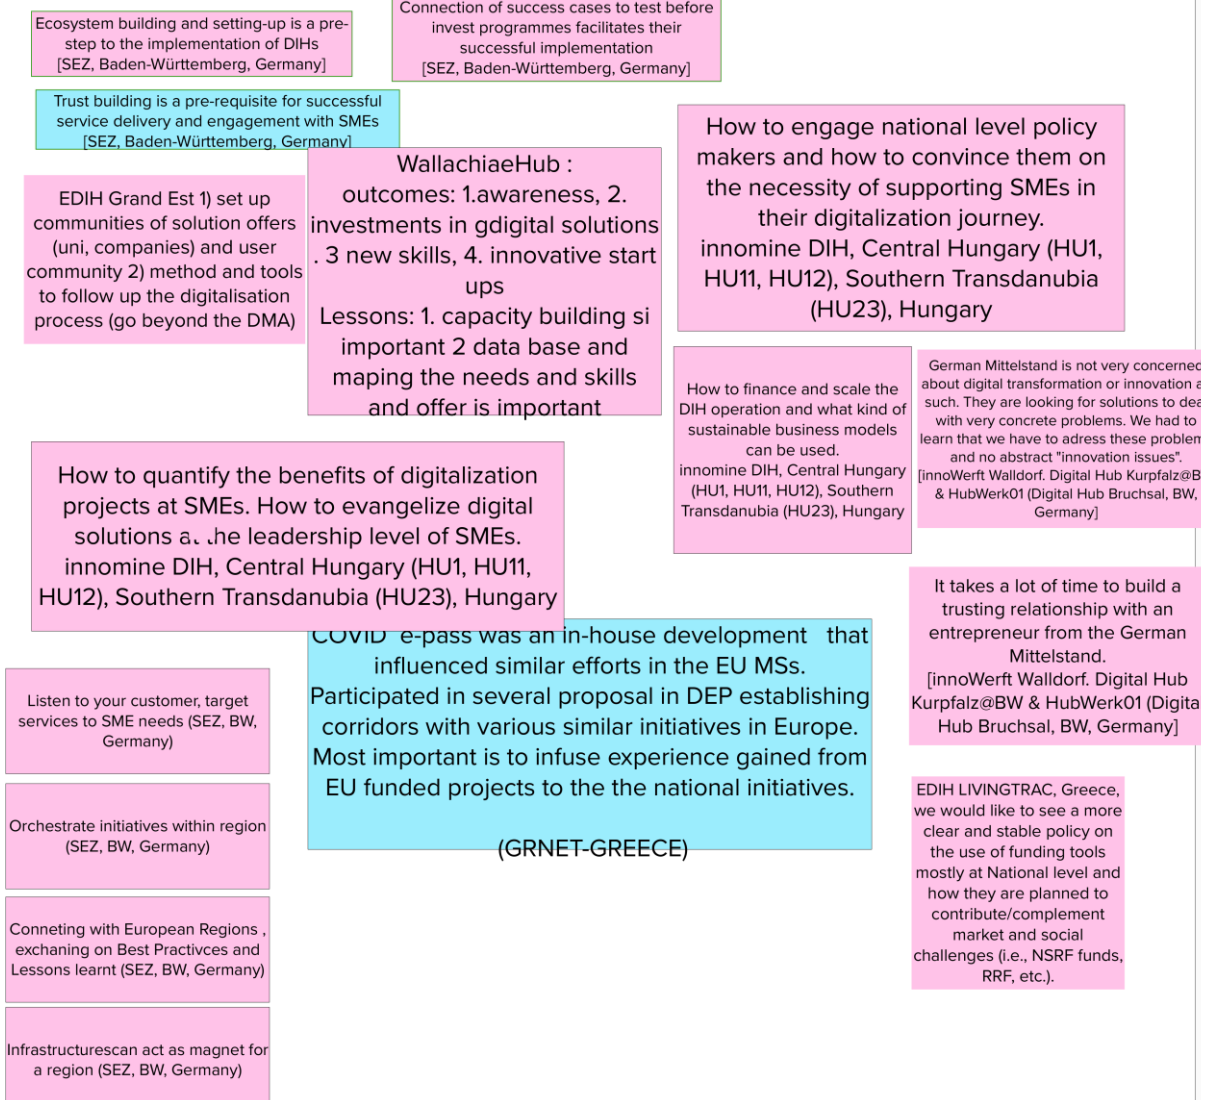 Ecosystem building and setting-up is a pre-
step to the implementation of DIHs
[SEZ, Baden-Württemberg, Germany]
Connection of success cases to test before
invest programmes facilitates their
successful implementation
[SEZ, Baden-Württemberg, Germany]
Trust building is a pre-requisite for successful
service delivery and engagement with SMEs
[SEZ, Baden-Württemberg, Germany]
EDIH Grand Est 1) set up
communities of solution offers
(uni, companies) and user
community 2) method and tools
to follow up the digitalisation
process (go beyond the DMA)
WallachiaeHub :
outcomes: 1.awareness, 2.
investments in gdigital solutions
. 3 new skills, 4. innovative start
ups
Lessons: 1. capacity building si
important 2 data base and
maping the needs and skills
and offer is important
How to engage national level policy
makers and how to convince them on
the necessity of supporting SMEs in
their digitalization journey.
innomine DIH, Central Hungary (HU1,
HU11, HU12), Southern Transdanubia
(HU23), Hungary
How to finance and scale the
DIH operation and what kind of
sustainable business models
can be used.
innomine DIH, Central Hungary
(HU1, HU11, HU12), Southern
Transdanubia (HU23), Hungary
German Mittelstand is not very concerned
about digital transformation or innovation a
such. They are looking for solutions to dea
with very concrete problems. We had to
learn that we have to adress these problem
and no abstract "innovation issues".
[innoWerft Walldorf. Digital Hub Kurpfalz@B
& HubWerk01 (Digital Hub Bruchsal, BW,
Germany]
How to quantify the benefits of digitalization
projects at SMEs. How to evangelize digital
solutions the leadership level of SMEs.
innomine DIH, Central Hungary (HU1, HU11,
HU12), Southern Transdanubia (HU23), Hungary
COVID e-pass was an in-house development that
influenced similar efforts in the EU MSs.
Participated in several proposal in DEP establishing
corridors with various similar initiatives in Europe.
Most important is to infuse experience gained from
EU funded projects to the the national initiatives.
(GRNET-GREECE)
It takes a lot of time to build a
trusting relationship with an
entrepreneur from the German
Mittelstand.
[innoWerft Walldorf. Digital Hub
Kurpfalz@BW & HubWerk01 (Digita
Hub Bruchsal, BW, Germany]
Listen to your customer, target
services to SME needs (SEZ, BW,
Germany)
Orchestrate initiatives within region
(SEZ, BW, Germany)
Conneting with European Regions ,
exchaning on Best Practivces and
Lessons learnt (SEZ, BW, Germany)
Infrastructurescan act as magnet for
a region (SEZ, BW, Germany)
EDIH LIVINGTRAC, Greece,
we would like to see a more
clear and stable policy on
the use of funding tools
mostly at National level and
how they are planned to
contribute/complement
market and social
challenges (i.e., NSRF funds,
RRF, etc.).